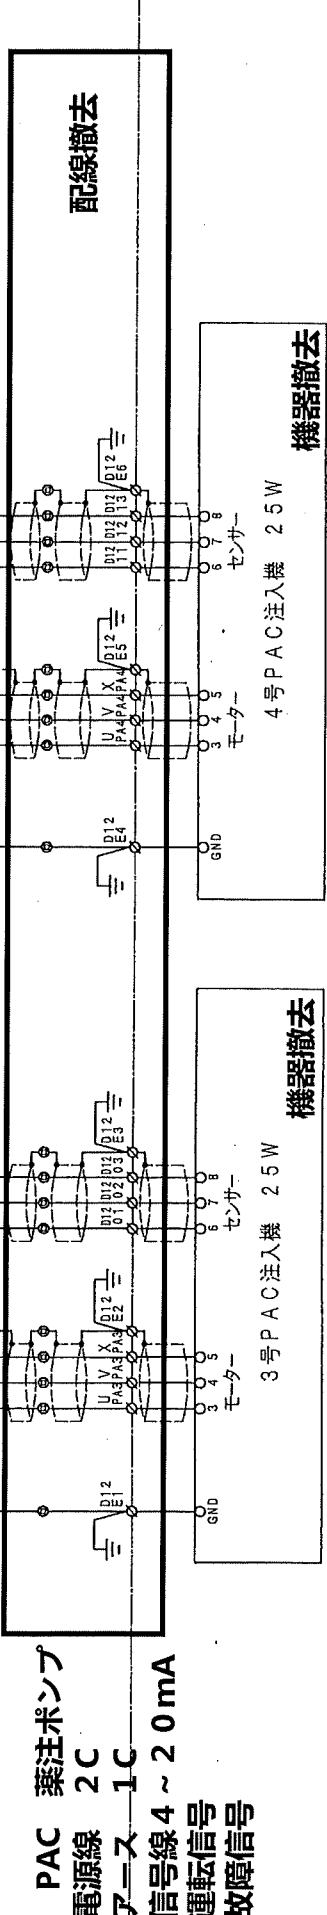 PAC 薬注ポンプ
電源線 2C
アース 1C
信号線4~20mA
運転信号
故障信号
配線撤去
D12
E1
U V X
PA3 PA3 PA3
D12
E2
D12 D12 D12
01 02 03
D12
E3
D12
E4
U V X
PA4 PA4 PA4
D12
E5
D12 D12 D12
11 12 13
D12
E6
GND
3 4 5
モーター
6 7 8
センサー
3号PAC注入機 25W
機器撤去
GND
3 4 5
モーター
6 7 8
センサー
4号PAC注入機 25W
機器撤去